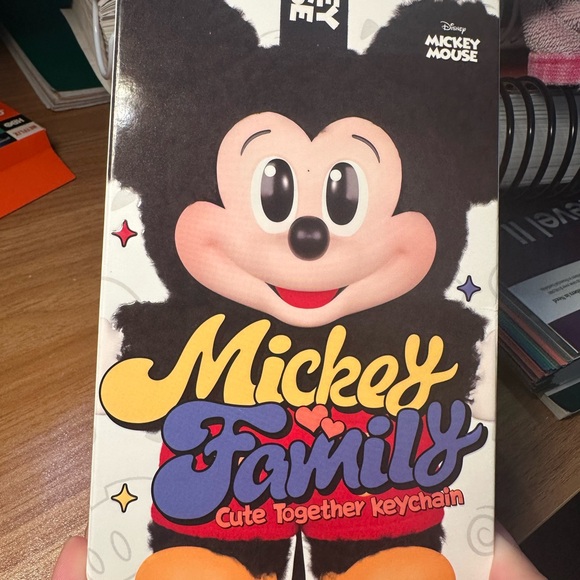 Disney
MICKEY
MOUSE
Mickey
Family
Cute Together Keychain